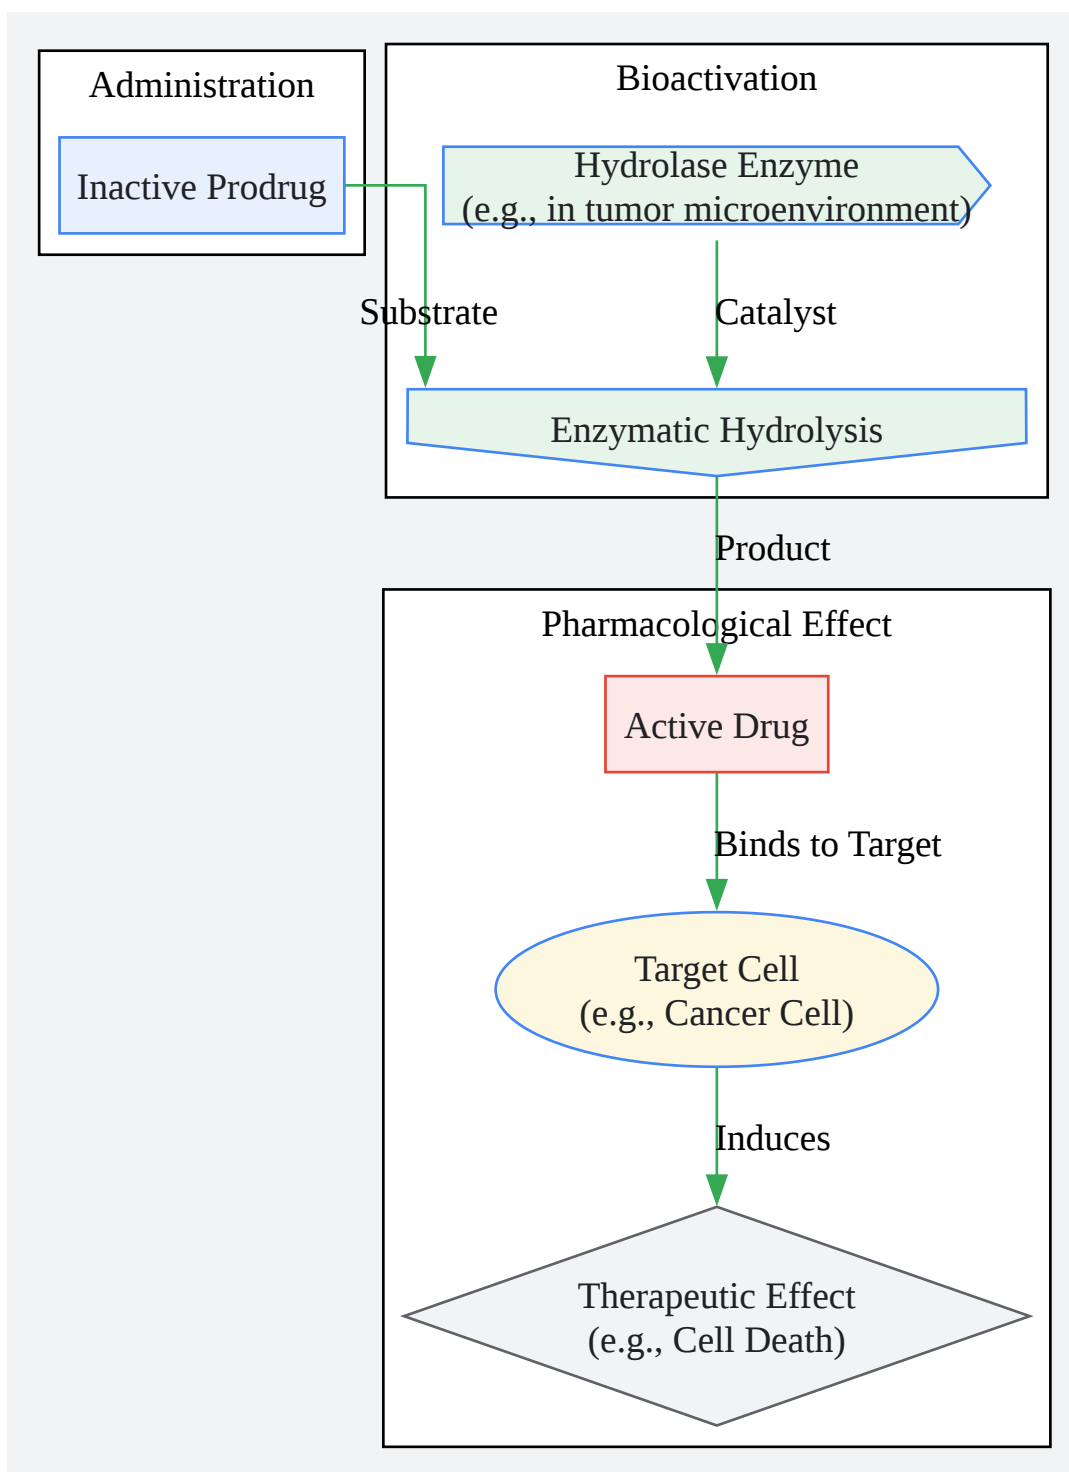 Administration
Inactive Prodrug
Bioactivation
Hydrolase Enzyme
(e.g., in tumor microenvironment)
Substrate
Catalyst
Enzymatic Hydrolysis
Product
Pharmacological Effect
Active Drug
Binds to Target
Target Cell
(e.g., Cancer Cell)
Induces
Therapeutic Effect
(e.g., Cell Death)